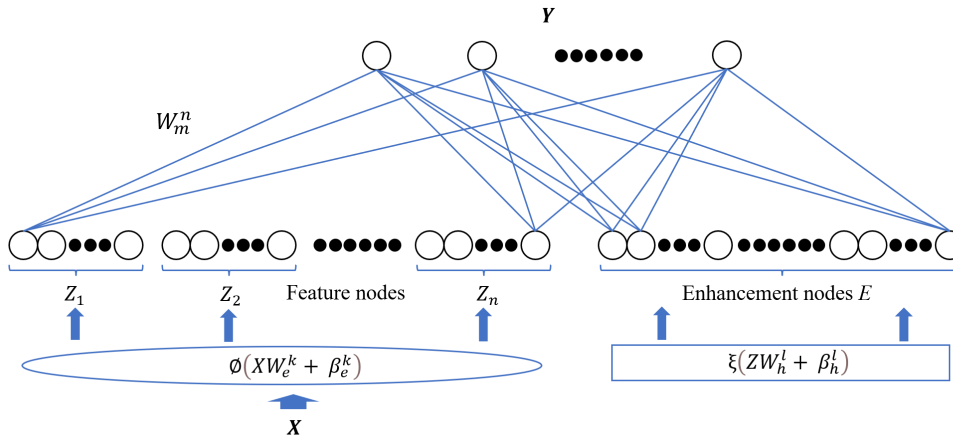 Y
W_m^n
Z_1 Z_2 Feature nodes Z_n Enhancement nodes E
∅(XW_e^k + β_e^k) ξ(ZW_h^l + β_h^l)
X